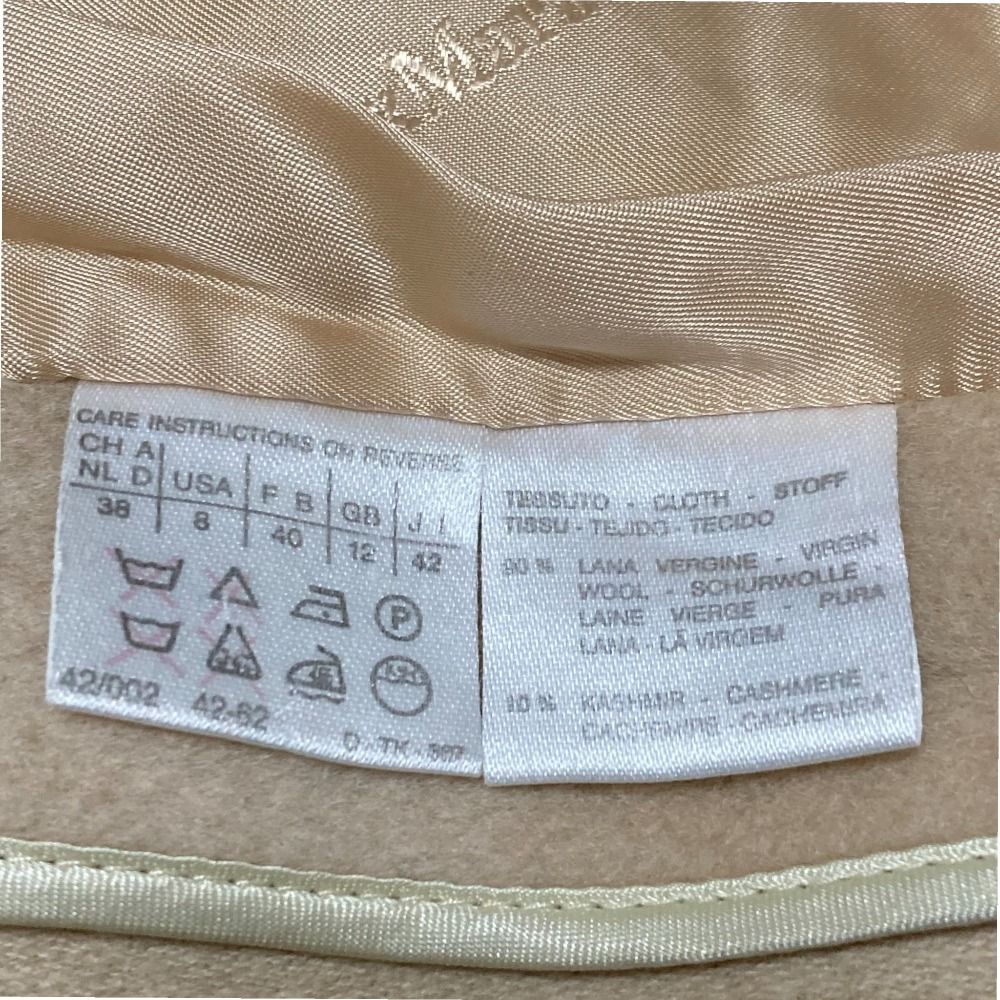 CARE INSTRUCTIONS ON REVERSE
CH A
NL D USA F B GB J I
38 8 40 12 42
P
42/002 42-62
TESSUTO - CLOTH - STOFF
TISSU - TEJIDO - TECIDO
90 % LANA VERGINE - VIRGIN
WOOL - SCHURWOLLE -
LAINE VIERGE - PURA
LANA - LÃ VIRGEM
10 % KASHMIR - CASHMERE -
CACHEMIRE - CACHEMIRA